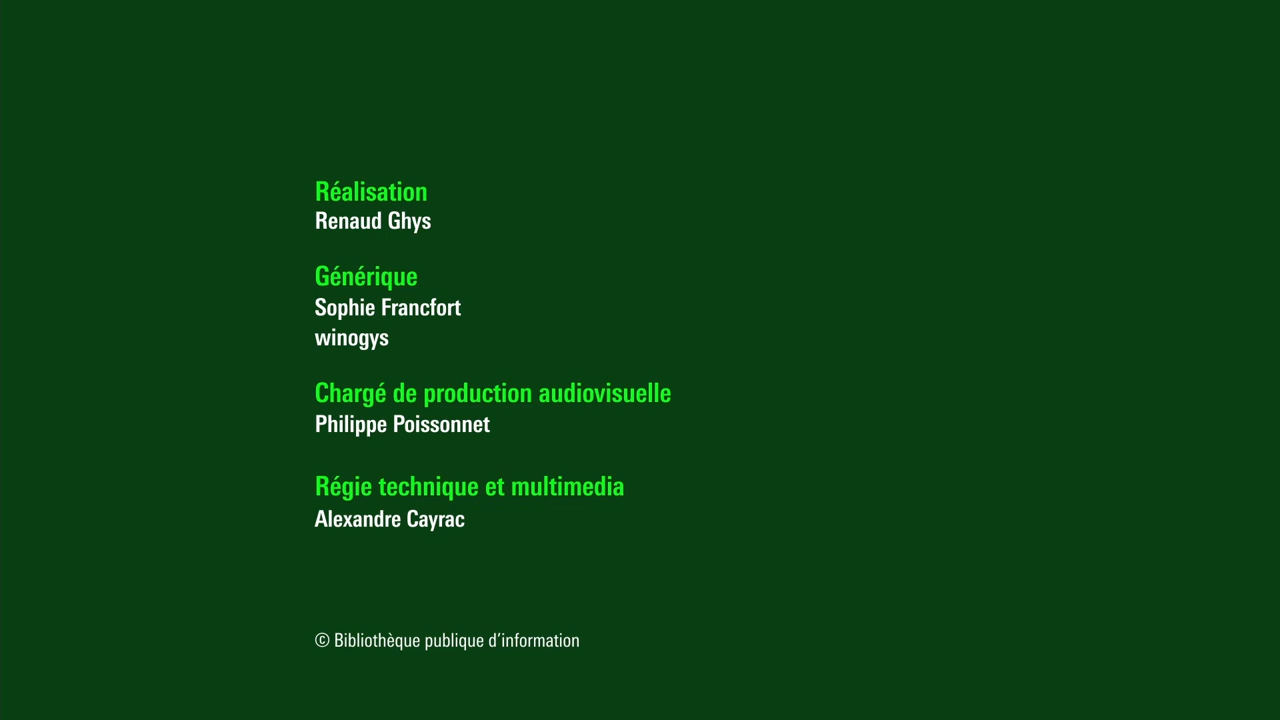 Réalisation
Renaud Ghys
Générique
Sophie Francfort
winogys
Chargé de production audiovisuelle
Philippe Poissonnet
Régie technique et multimedia
Alexandre Cayrac
© Bibliothèque publique d’information